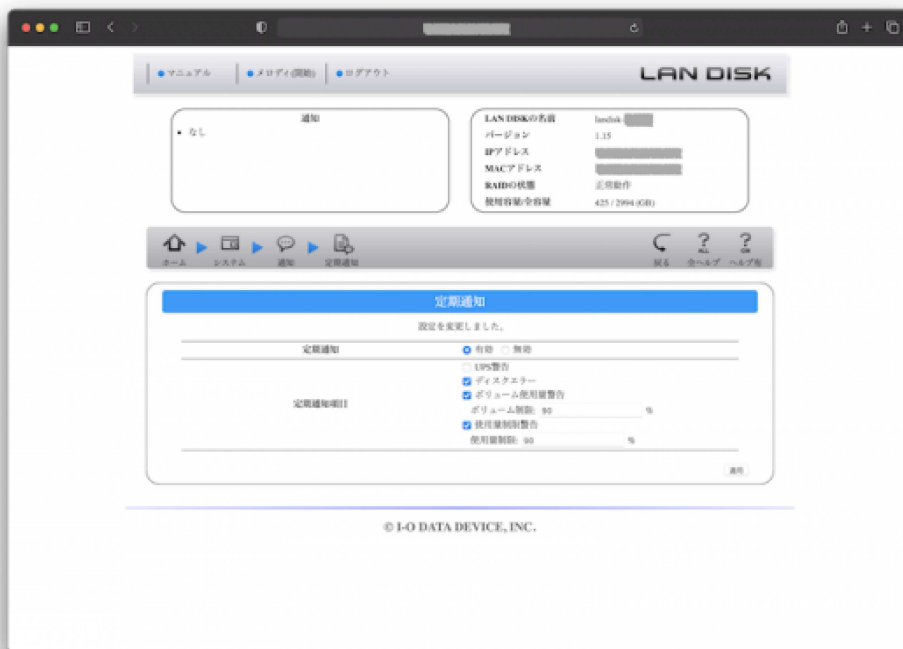 マニュアル メロディ(開始) ログアウト
LAN DISK
通知
なし
LAN DISKの名前 landisk-
バージョン 1.15
IPアドレス
MACアドレス
RAIDの状態 正常動作
使用容量/全容量 425 / 2994 (GB)
ホーム システム 通知 定期通知
戻る 全ヘルプ ヘルプ有
定期通知
設定を変更しました。
定期通知 有効 無効
UPS警告
ディスクエラー
定期通知項目
ボリューム使用量警告
ボリューム制限: 90 %
使用量制限警告
使用量制限: 90 %
適用
© I-O DATA DEVICE, INC.